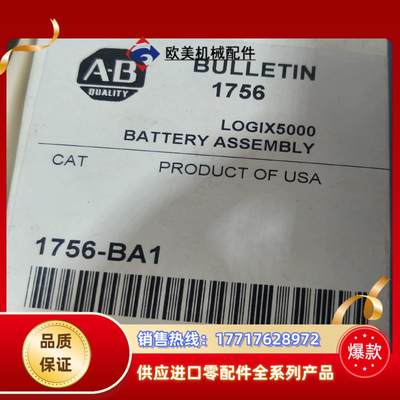 欧美机械配件
A-B
QUALITY
BULLETIN
1756
LOGIX5000
BATTERY ASSEMBLY
CAT
PRODUCT OF USA
1756-BA1
品质
保证
销售热线：17717628972
供应进口零配件全系列产品
爆款